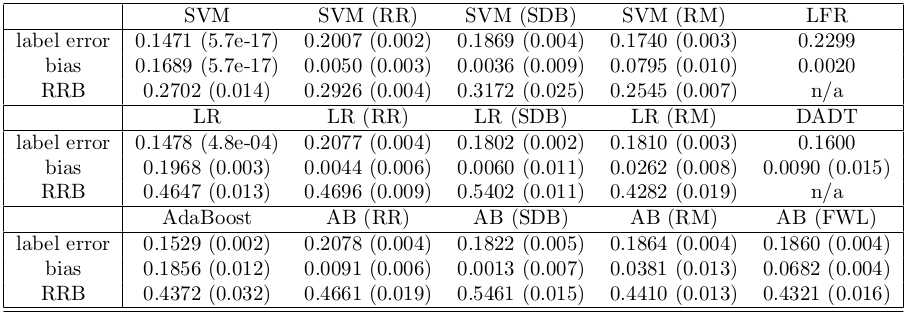 SVM SVM (RR) SVM (SDB) SVM (RM) LFR
label error 0.1471 (5.7e-17) 0.2007 (0.002) 0.1869 (0.004) 0.1740 (0.003) 0.2299
bias 0.1689 (5.7e-17) 0.0050 (0.003) 0.0036 (0.009) 0.0795 (0.010) 0.0020
RRB 0.2702 (0.014) 0.2926 (0.004) 0.3172 (0.025) 0.2545 (0.007) n/a
LR LR (RR) LR (SDB) LR (RM) DADT
label error 0.1478 (4.8e-04) 0.2077 (0.004) 0.1802 (0.002) 0.1810 (0.003) 0.1600
bias 0.1968 (0.003) 0.0044 (0.006) 0.0060 (0.011) 0.0262 (0.008) 0.0090 (0.015)
RRB 0.4647 (0.013) 0.4696 (0.009) 0.5402 (0.011) 0.4282 (0.019) n/a
AdaBoost AB (RR) AB (SDB) AB (RM) AB (FWL)
label error 0.1529 (0.002) 0.2078 (0.004) 0.1822 (0.005) 0.1864 (0.004) 0.1860 (0.004)
bias 0.1856 (0.012) 0.0091 (0.006) 0.0013 (0.007) 0.0381 (0.013) 0.0682 (0.004)
RRB 0.4372 (0.032) 0.4661 (0.019) 0.5461 (0.015) 0.4410 (0.013) 0.4321 (0.016)